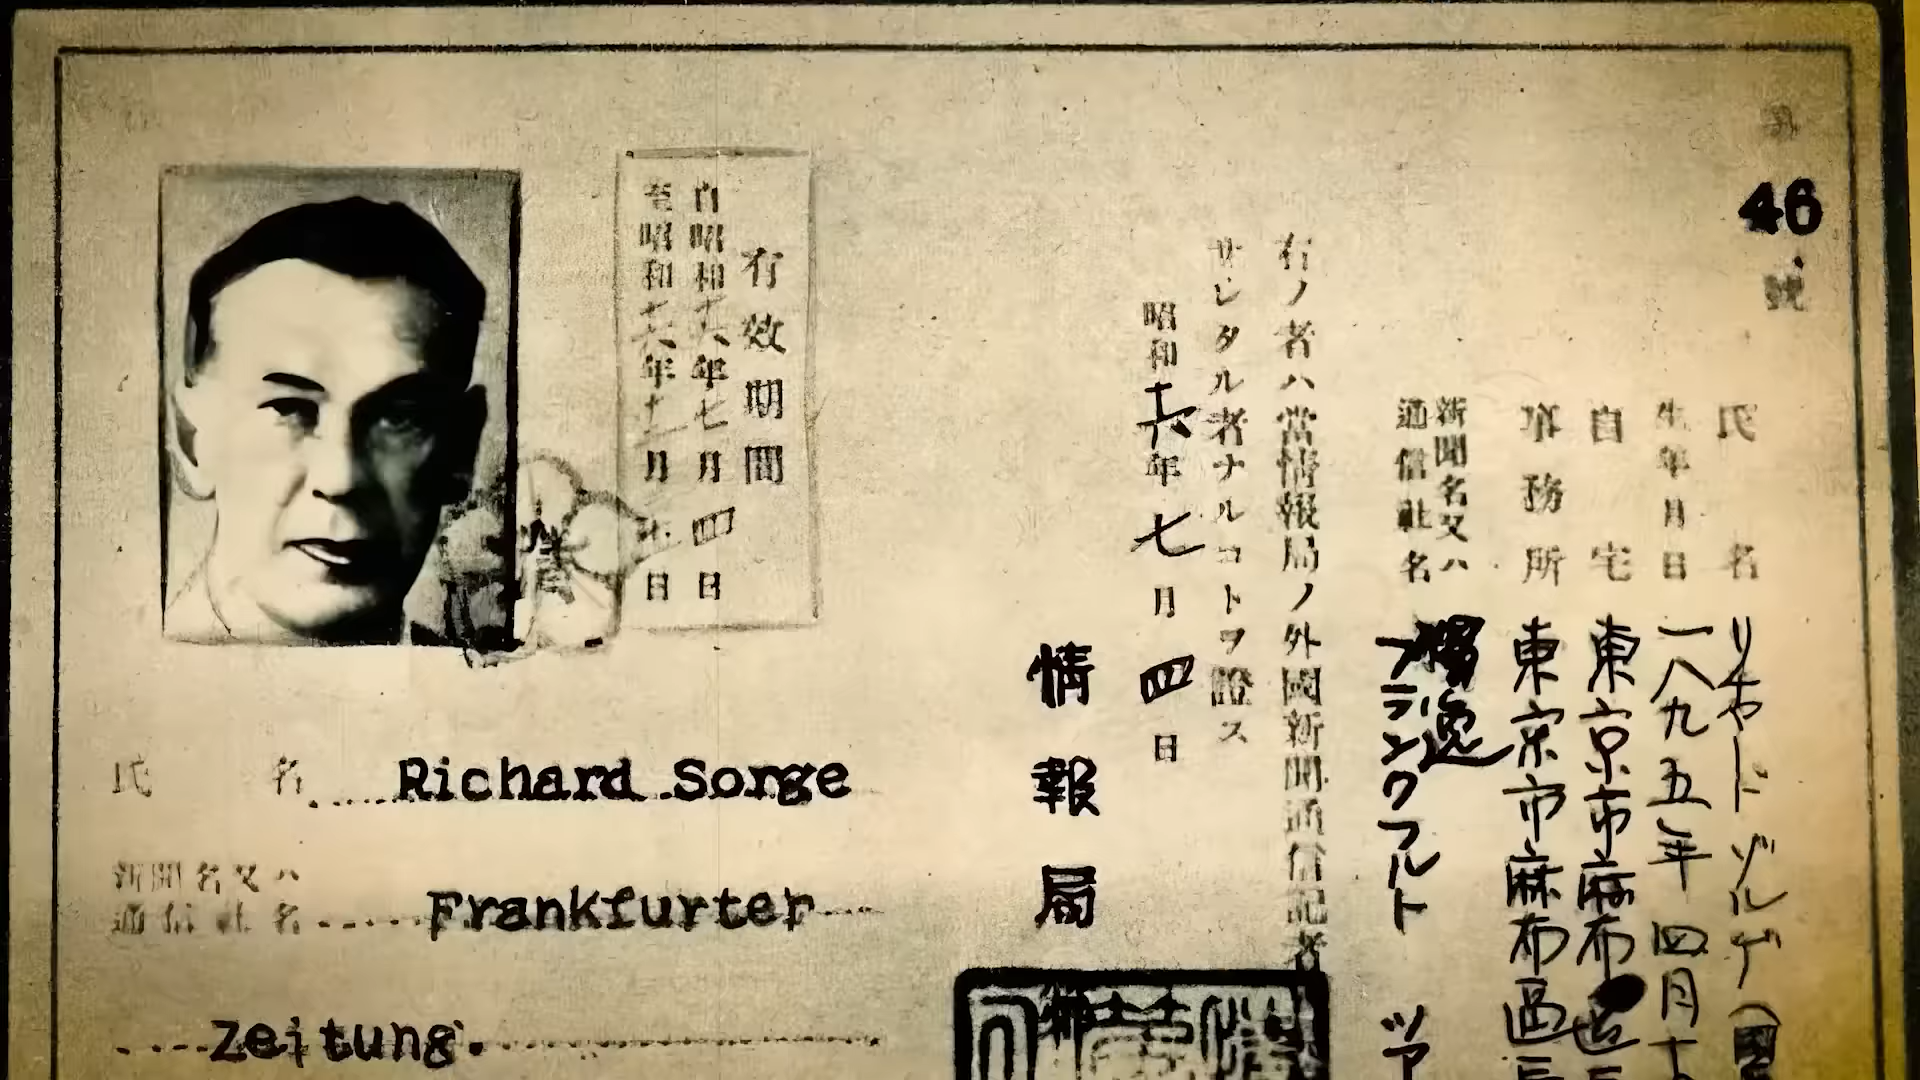 46
號
氏名 リヒャードゾルゲ
生年月日 一八九五年四月十
自宅 東京市麻布區
事務所 東京市麻布區
新聞名又ハ 獨逸
通信社名 フランクフルト ツア
右ノ者ハ當情報局ノ外國新聞通信記者
サレタル者ナルコトヲ證ス
昭和十六年七月四日
情報局
有效期間
自昭和十六年七月四日
至昭和十六年十二月 日
氏名 Richard Sorge
新聞名又ハ
通信社名 Frankfurter
Zeitung.